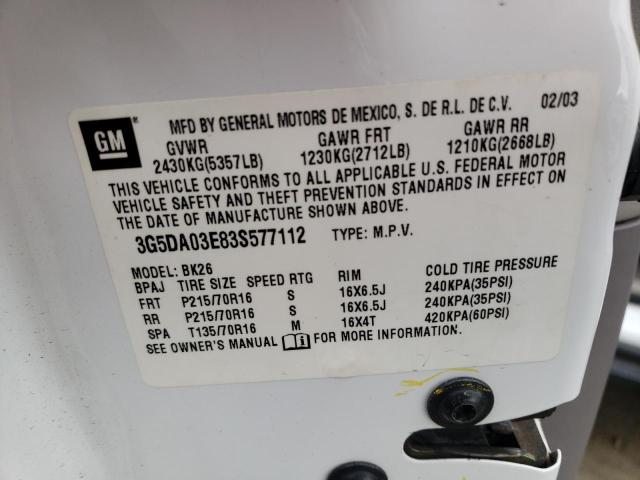 GM
MFD BY GENERAL MOTORS DE MEXICO, S. DE R.L. DE C.V. 02/03
GVWR GAWR FRT GAWR RR
2430KG(5357LB) 1230KG(2712LB) 1210KG(2668LB)
THIS VEHICLE CONFORMS TO ALL APPLICABLE U.S. FEDERAL MOTOR
VEHICLE SAFETY AND THEFT PREVENTION STANDARDS IN EFFECT ON
THE DATE OF MANUFACTURE SHOWN ABOVE.
3G5DA03E83S577112 TYPE: M.P.V.
MODEL: BK26
BPAJ TIRE SIZE SPEED RTG RIM COLD TIRE PRESSURE
FRT P215/70R16 S 16X6.5J 240KPA(35PSI)
RR P215/70R16 S 16X6.5J 240KPA(35PSI)
SPA T135/70R16 M 16X4T 420KPA(60PSI)
SEE OWNER'S MANUAL FOR MORE INFORMATION.